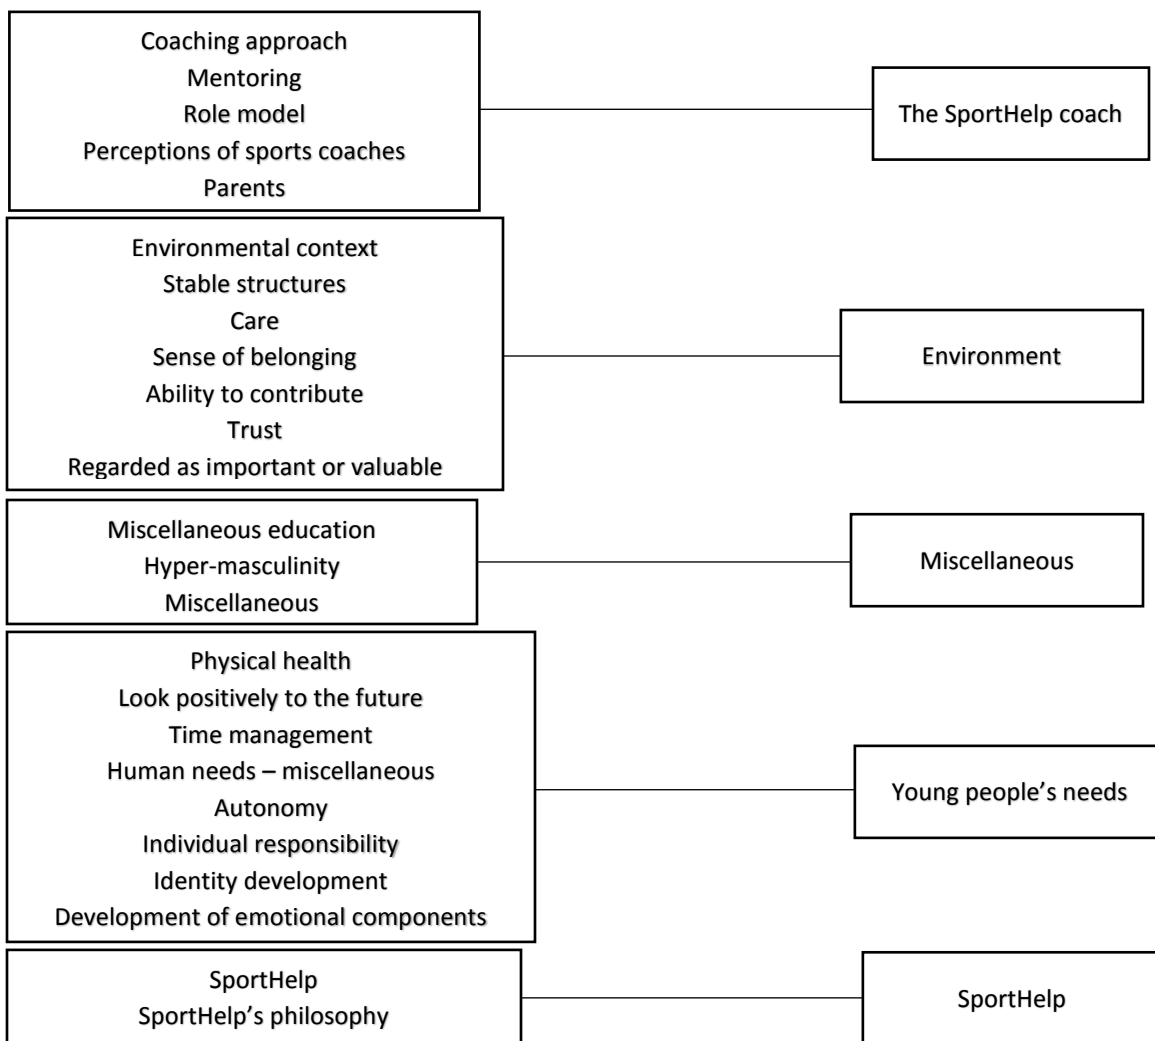 Coaching approach
Mentoring
Role model
Perceptions of sports coaches
Parents
The SportHelp coach
Environmental context
Stable structures
Care
Sense of belonging
Ability to contribute
Trust
Regarded as important or valuable
Environment
Miscellaneous education
Hyper-masculinity
Miscellaneous
Miscellaneous
Physical health
Look positively to the future
Time management
Human needs – miscellaneous
Autonomy
Individual responsibility
Identity development
Development of emotional components
Young people’s needs
SportHelp
SportHelp’s philosophy
SportHelp